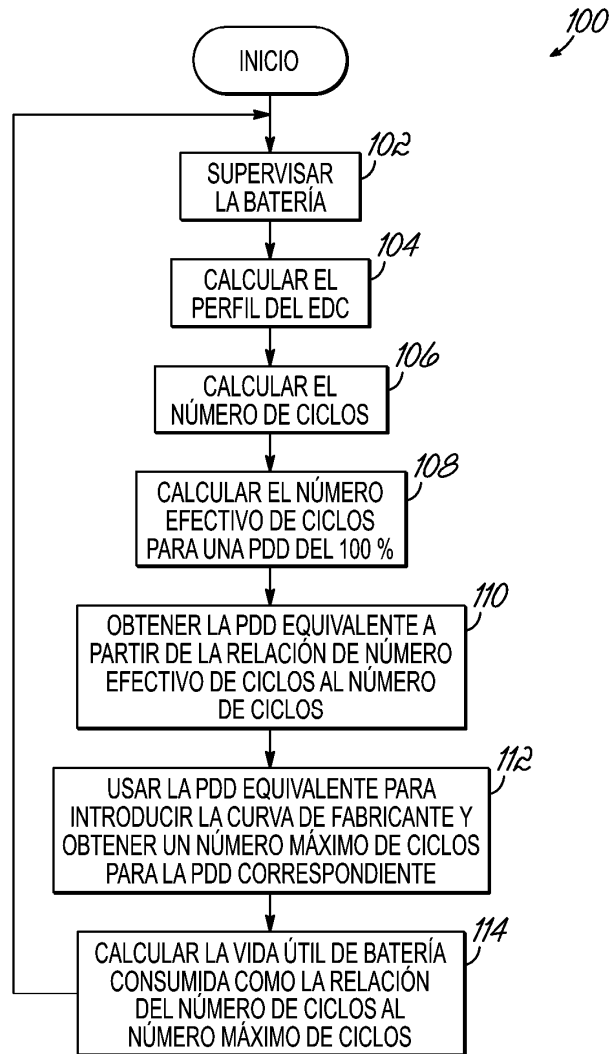 100
INICIO
102
SUPERVISAR
LA BATERÍA
104
CALCULAR EL
PERFIL DEL EDC
106
CALCULAR EL
NÚMERO DE CICLOS
108
CALCULAR EL NÚMERO
EFECTIVO DE CICLOS
PARA UNA PDD DEL 100 %
110
OBTENER LA PDD EQUIVALENTE A
PARTIR DE LA RELACIÓN DE NÚMERO
EFECTIVO DE CICLOS AL NÚMERO
DE CICLOS
112
USAR LA PDD EQUIVALENTE PARA
INTRODUCIR LA CURVA DE FABRICANTE Y
OBTENER UN NÚMERO MÁXIMO DE CICLOS
PARA LA PDD CORRESPONDIENTE
114
CALCULAR LA VIDA ÚTIL DE BATERÍA
CONSUMIDA COMO LA RELACIÓN
DEL NÚMERO DE CICLOS AL
NÚMERO MÁXIMO DE CICLOS